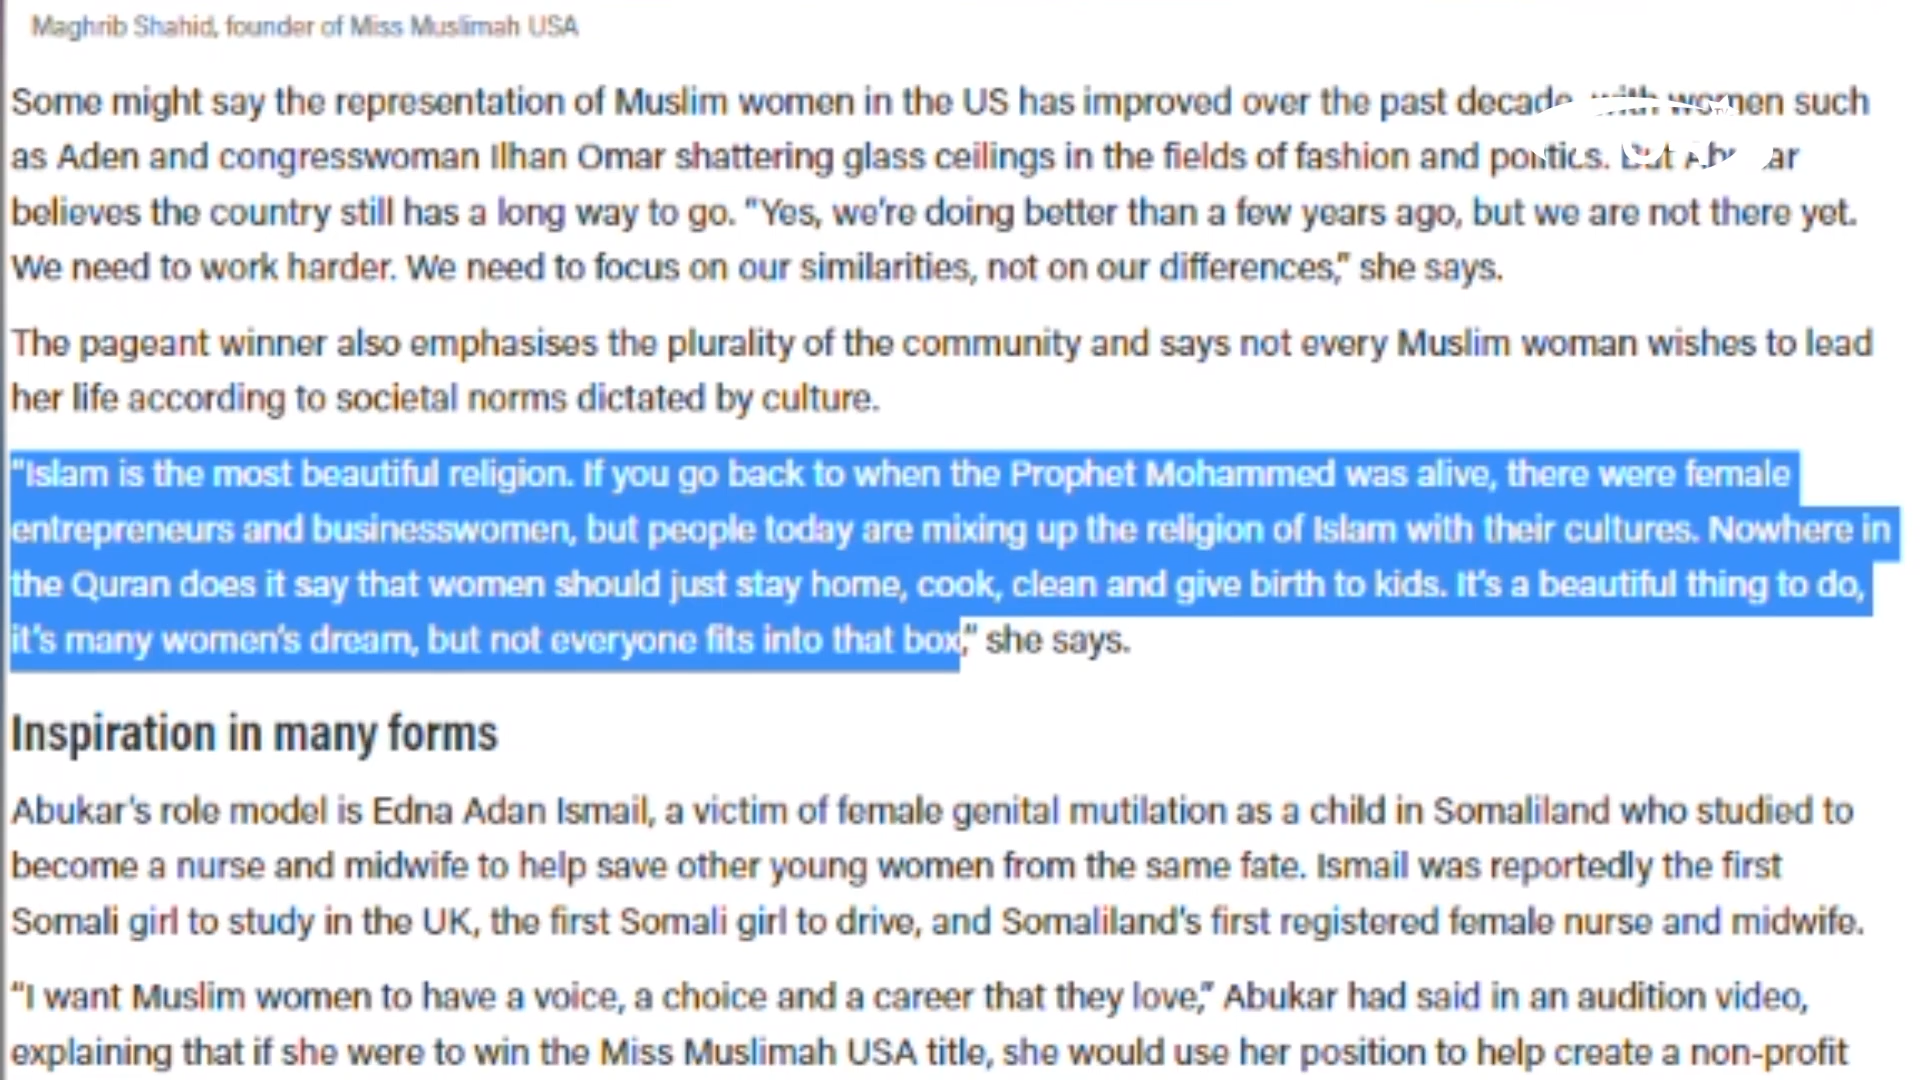 Maghrib Shahid, founder of Miss Muslimah USA
Some might say the representation of Muslim women in the US has improved over the past decade, with women such
as Aden and congresswoman Ilhan Omar shattering glass ceilings in the fields of fashion and politics. But Abukar
believes the country still has a long way to go. “Yes, we’re doing better than a few years ago, but we are not there yet.
We need to work harder. We need to focus on our similarities, not on our differences,” she says.
The pageant winner also emphasises the plurality of the community and says not every Muslim woman wishes to lead
her life according to societal norms dictated by culture.
“Islam is the most beautiful religion. If you go back to when the Prophet Mohammed was alive, there were female
entrepreneurs and businesswomen, but people today are mixing up the religion of Islam with their cultures. Nowhere in
the Quran does it say that women should just stay home, cook, clean and give birth to kids. It’s a beautiful thing to do,
it’s many women’s dream, but not everyone fits into that box,” she says.
Inspiration in many forms
Abukar’s role model is Edna Adan Ismail, a victim of female genital mutilation as a child in Somaliland who studied to
become a nurse and midwife to help save other young women from the same fate. Ismail was reportedly the first
Somali girl to study in the UK, the first Somali girl to drive, and Somaliland’s first registered female nurse and midwife.
“I want Muslim women to have a voice, a choice and a career that they love,” Abukar had said in an audition video,
explaining that if she were to win the Miss Muslimah USA title, she would use her position to help create a non-profit